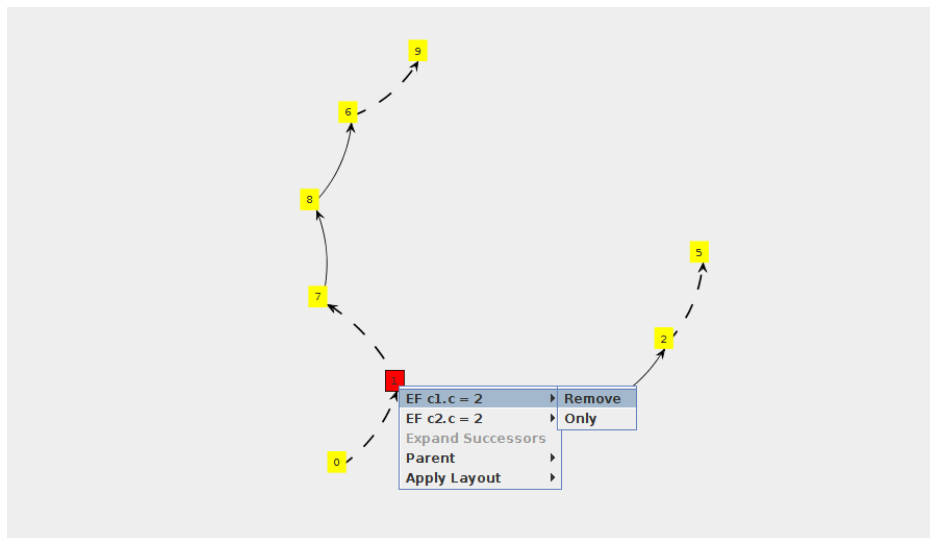 9
6
8
5
7
2
1
EF c1.c = 2 Remove
EF c2.c = 2 Only
Expand Successors
0
Parent
Apply Layout